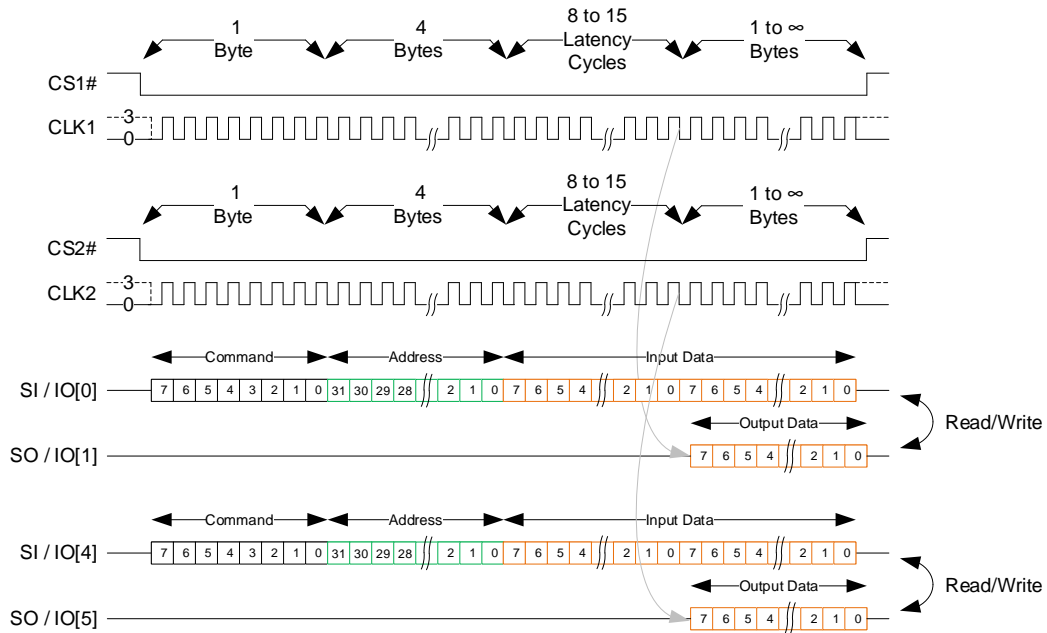 1 4 8 to 15 1 to ∞
Byte Bytes Latency Bytes
Cycles
CS1#
3
CLK1
0
1 4 8 to 15 1 to ∞
Byte Bytes Latency Bytes
Cycles
CS2#
3
CLK2
0
Command Address Input Data
SI / IO[0] 7 6 5 4 3 2 1 0 31 30 29 28 2 1 0 7 6 5 4 2 1 0 7 6 5 4 2 1 0
Read/Write
Output Data
SO / IO[1] 7 6 5 4 2 1 0
Command Address Input Data
SI / IO[4] 7 6 5 4 3 2 1 0 31 30 29 28 2 1 0 7 6 5 4 2 1 0 7 6 5 4 2 1 0
Read/Write
Output Data
SO / IO[5] 7 6 5 4 2 1 0